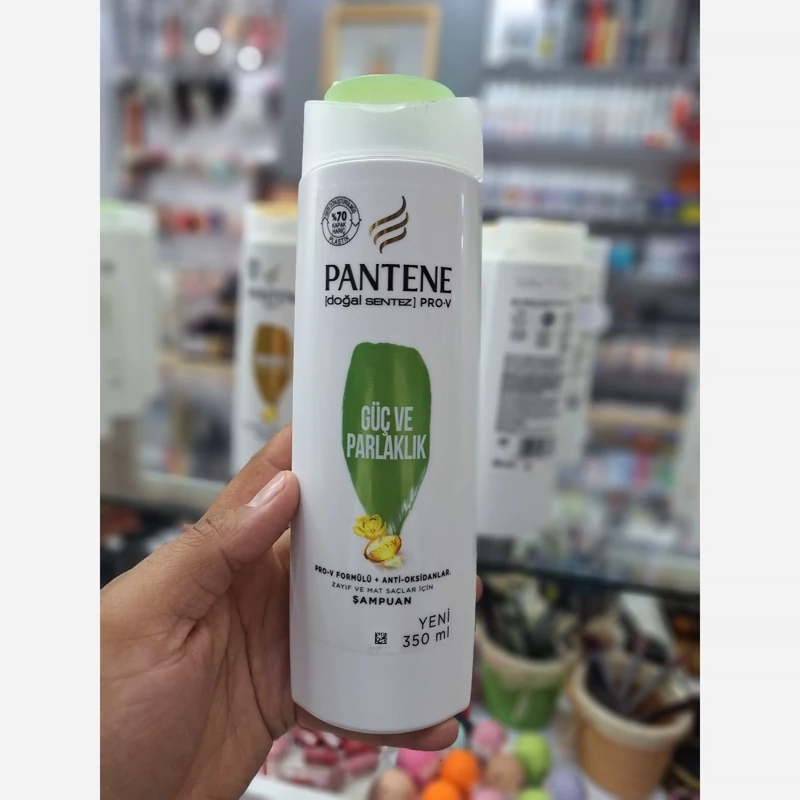 %70
KAPAK
HARİÇ
PLASTİK
PANTENE
[doğal SENTEZ] PRO-V
GÜÇ VE
PARLAKLIK
PRO-V FORMÜLÜ + ANTİ-OKSİDANLAR.
ZAYIF VE MAT SAÇLAR İÇİN
ŞAMPUAN
YENİ
350 ml